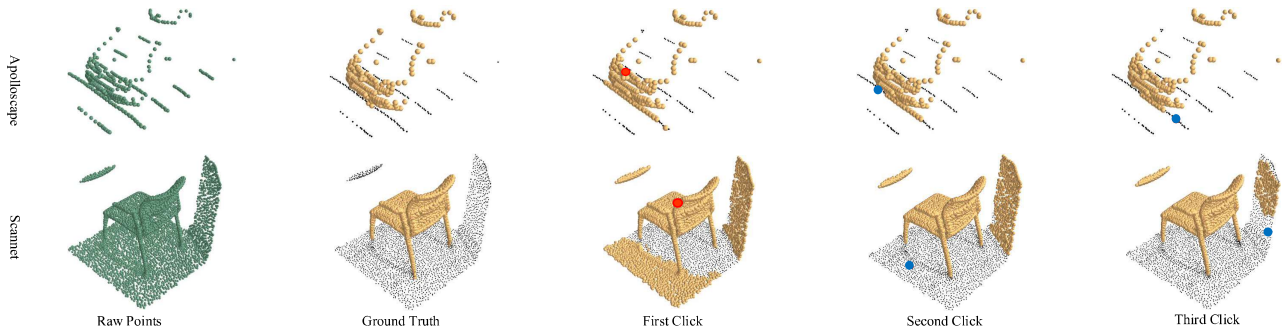 Apolloscape
Scannet
Raw Points
Ground Truth
First Click
Second Click
Third Click